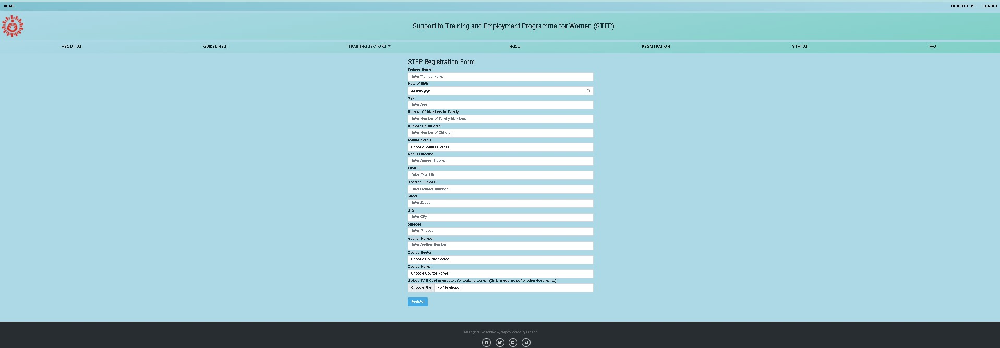 HOME
CONTACT US | LOGOUT
Support to Training and Employment Programme for Women (STEP)
ABOUT US GUIDELINES TRAINING SECTORS NGOs REGISTRATION STATUS FAQ
STEP Registration Form
Trainee Name
Enter Trainee Name
Date of Birth
dd-mm-yyyy
Age
Enter Age
Number Of Members In Family
Enter Number of Family Members
Number Of Children
Enter Number of Children
Meritial Status
Choose Meritial Status
Annual Income
Enter Annual Income
Email ID
Enter Email ID
Contact Number
Enter Contact Number
Street
Enter Street
City
Enter City
pincode
Enter Pincode
Aadhar Number
Enter Aadhar Number
Course Sector
Choose Course Sector
Course Name
Choose Course Name
Upload PAN Card (mandatory for working women)(Only image, no pdf or other documents)
Choose File No file chosen
Register
All Rights Reserved @ Wipro-Velocity © 2022